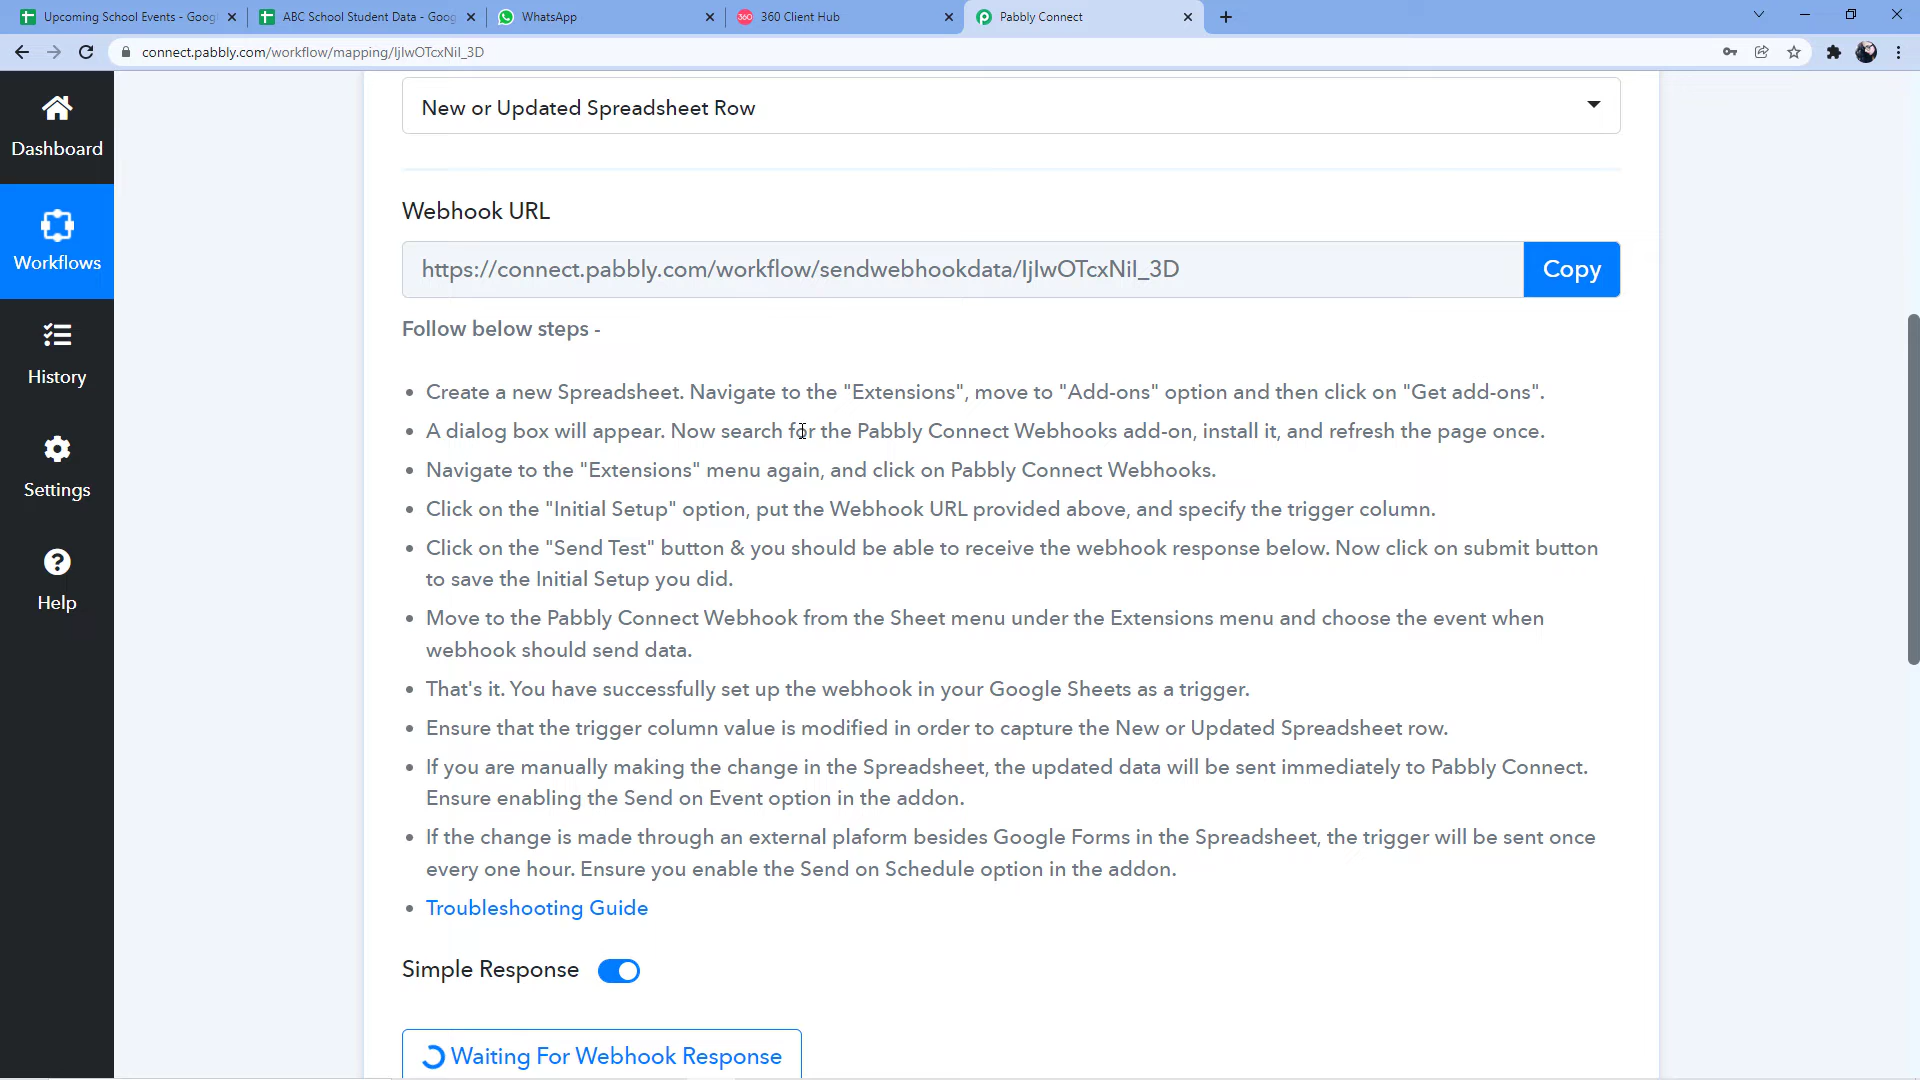 Upcoming School Events - Goog
ABC School Student Data - Goog
WhatsApp
360 Client Hub
Pabbly Connect
connect.pabbly.com/workflow/mapping/IjIwOTcxNiI_3D
Dashboard
Workflows
History
Settings
Help
New or Updated Spreadsheet Row
Webhook URL
https://connect.pabbly.com/workflow/sendwebhookdata/IjIwOTcxNiI_3D
Copy
Follow below steps -
• Create a new Spreadsheet. Navigate to the "Extensions", move to "Add-ons" option and then click on "Get add-ons".
• A dialog box will appear. Now search for the Pabbly Connect Webhooks add-on, install it, and refresh the page once.
• Navigate to the "Extensions" menu again, and click on Pabbly Connect Webhooks.
• Click on the "Initial Setup" option, put the Webhook URL provided above, and specify the trigger column.
• Click on the "Send Test" button & you should be able to receive the webhook response below. Now click on submit button
to save the Initial Setup you did.
• Move to the Pabbly Connect Webhook from the Sheet menu under the Extensions menu and choose the event when
webhook should send data.
• That's it. You have successfully set up the webhook in your Google Sheets as a trigger.
• Ensure that the trigger column value is modified in order to capture the New or Updated Spreadsheet row.
• If you are manually making the change in the Spreadsheet, the updated data will be sent immediately to Pabbly Connect.
Ensure enabling the Send on Event option in the addon.
• If the change is made through an external plaform besides Google Forms in the Spreadsheet, the trigger will be sent once
every one hour. Ensure you enable the Send on Schedule option in the addon.
• Troubleshooting Guide
Simple Response
Waiting For Webhook Response